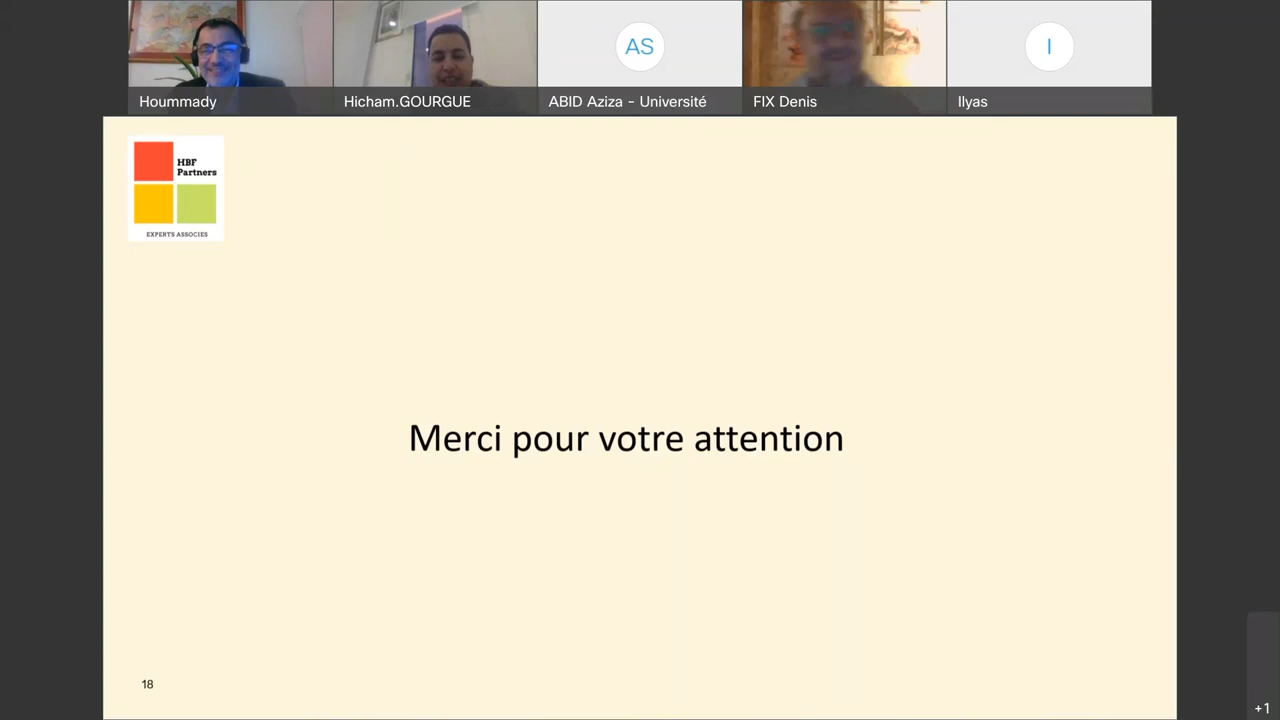 Hoummady
Hicham.GOURGUE
AS
ABID Aziza - Université
FIX Denis
I
Ilyas
HBF
Partners
EXPERTS ASSOCIES
Merci pour votre attention
18
+1